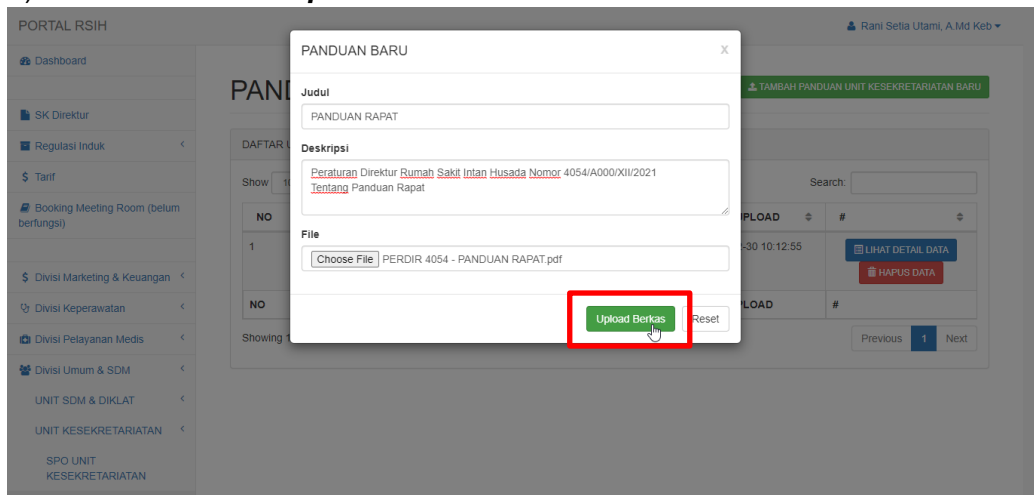 PORTAL RSIH
Rani Setia Utami, A.Md Keb
PANDUAN BARU
X
Dashboard
SK Direktur
Regulasi Induk
Tarif
Booking Meeting Room (belum
berfungsi)
Divisi Marketing & Keuangan
Divisi Keperawatan
Divisi Pelayanan Medis
Divisi Umum & SDM
UNIT SDM & DIKLAT
UNIT KESEKRETARIATAN
SPO UNIT
KESEKRETARIATAN
TAMBAH PANDUAN UNIT KESEKRETARIATAN BARU
Judul
PANDUAN RAPAT
Deskripsi
Peraturan Direktur Rumah Sakit Intan Husada Nomor 4054/A000/XII/2021
Tentang Panduan Rapat
File
Choose File PERDIR 4054 - PANDUAN RAPAT.pdf
Upload Berkas Reset
DAFTAR
Show
Search:
NO #
1 10:12:55 LIHAT DETAIL DATA
HAPUS DATA
NO #
Showing
Previous 1 Next